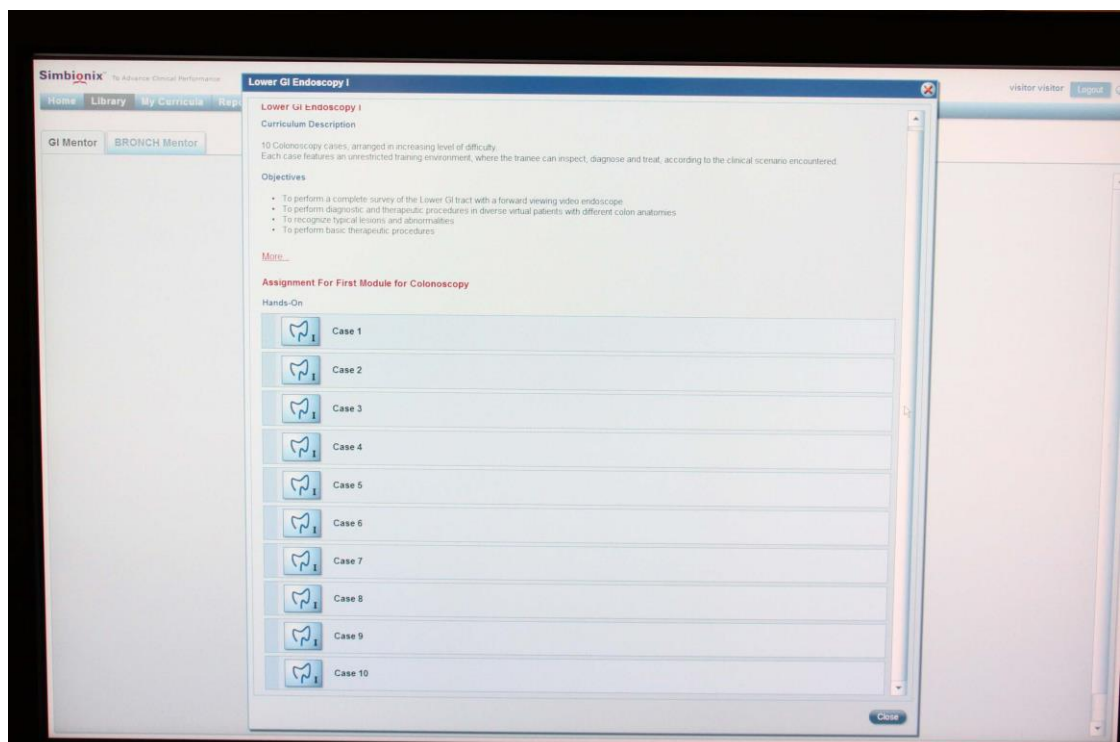 Simbionix To Advance Clinical Performance
visitor visitor Logout
Home Library My Curricula Repo
GI Mentor BRONCH Mentor
Lower GI Endoscopy I
Lower GI Endoscopy I
Curriculum Description
10 Colonoscopy cases, arranged in increasing level of difficulty.
Each case features an unrestricted training environment, where the trainee can inspect, diagnose and treat, according to the clinical scenario encountered.
Objectives
• To perform a complete survey of the Lower GI tract with a forward viewing video endoscope
• To perform diagnostic and therapeutic procedures in diverse virtual patients with different colon anatomies
• To recognize typical lesions and abnormalities
• To perform basic therapeutic procedures
More...
Assignment For First Module for Colonoscopy
Hands-On
I Case 1
I Case 2
I Case 3
I Case 4
I Case 5
I Case 6
I Case 7
I Case 8
I Case 9
I Case 10
Close